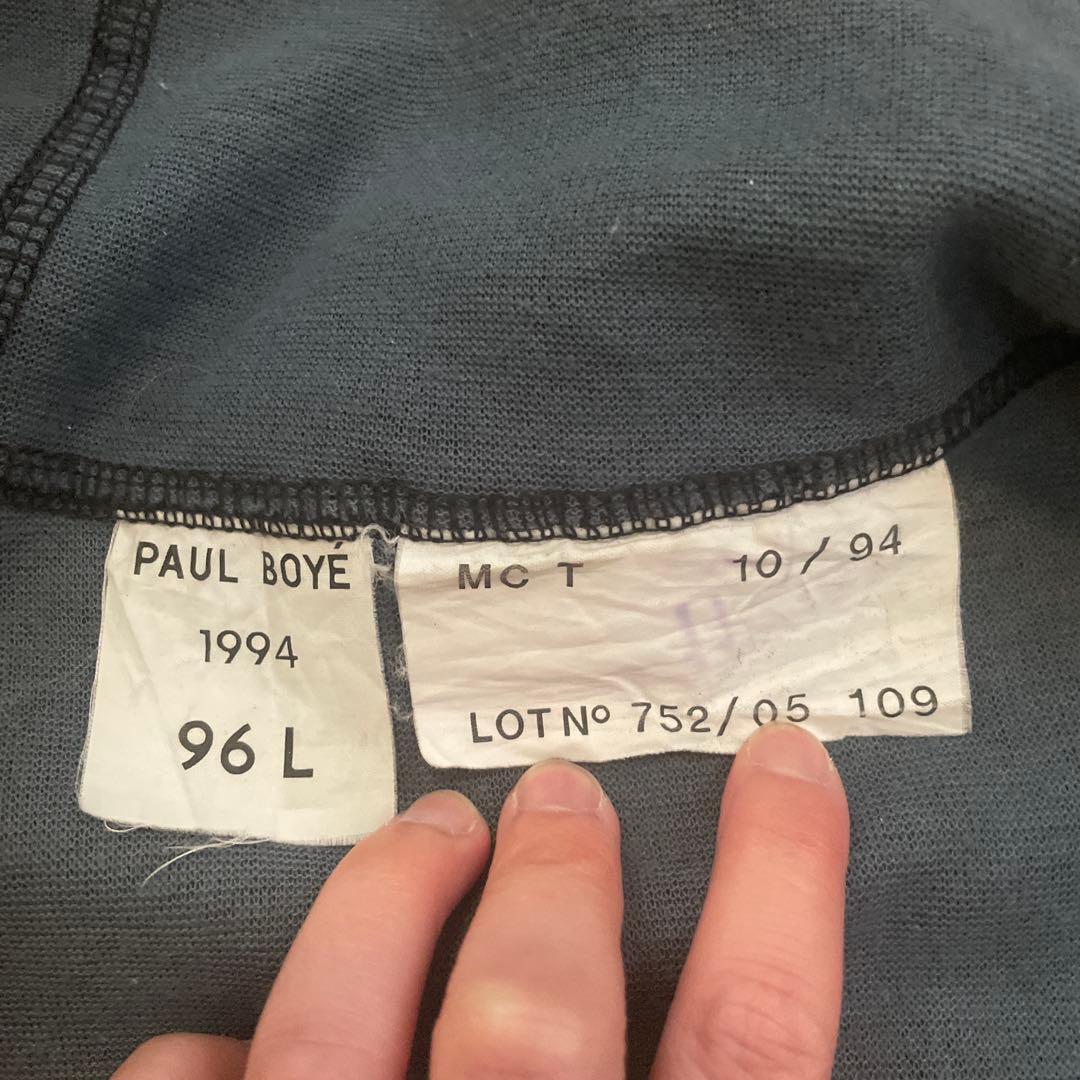 PAUL BOYÉ
1994
96 L
MC T 10 / 94
LOT Nº 752/05 109